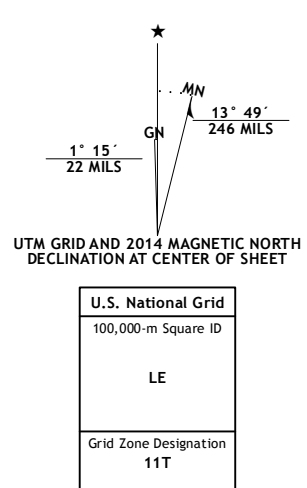 ★
MN
GN
13° 49´
246 MILS
1° 15´
22 MILS
UTM GRID AND 2014 MAGNETIC NORTH
DECLINATION AT CENTER OF SHEET
U.S. National Grid
100,000-m Square ID
LE
Grid Zone Designation
11T